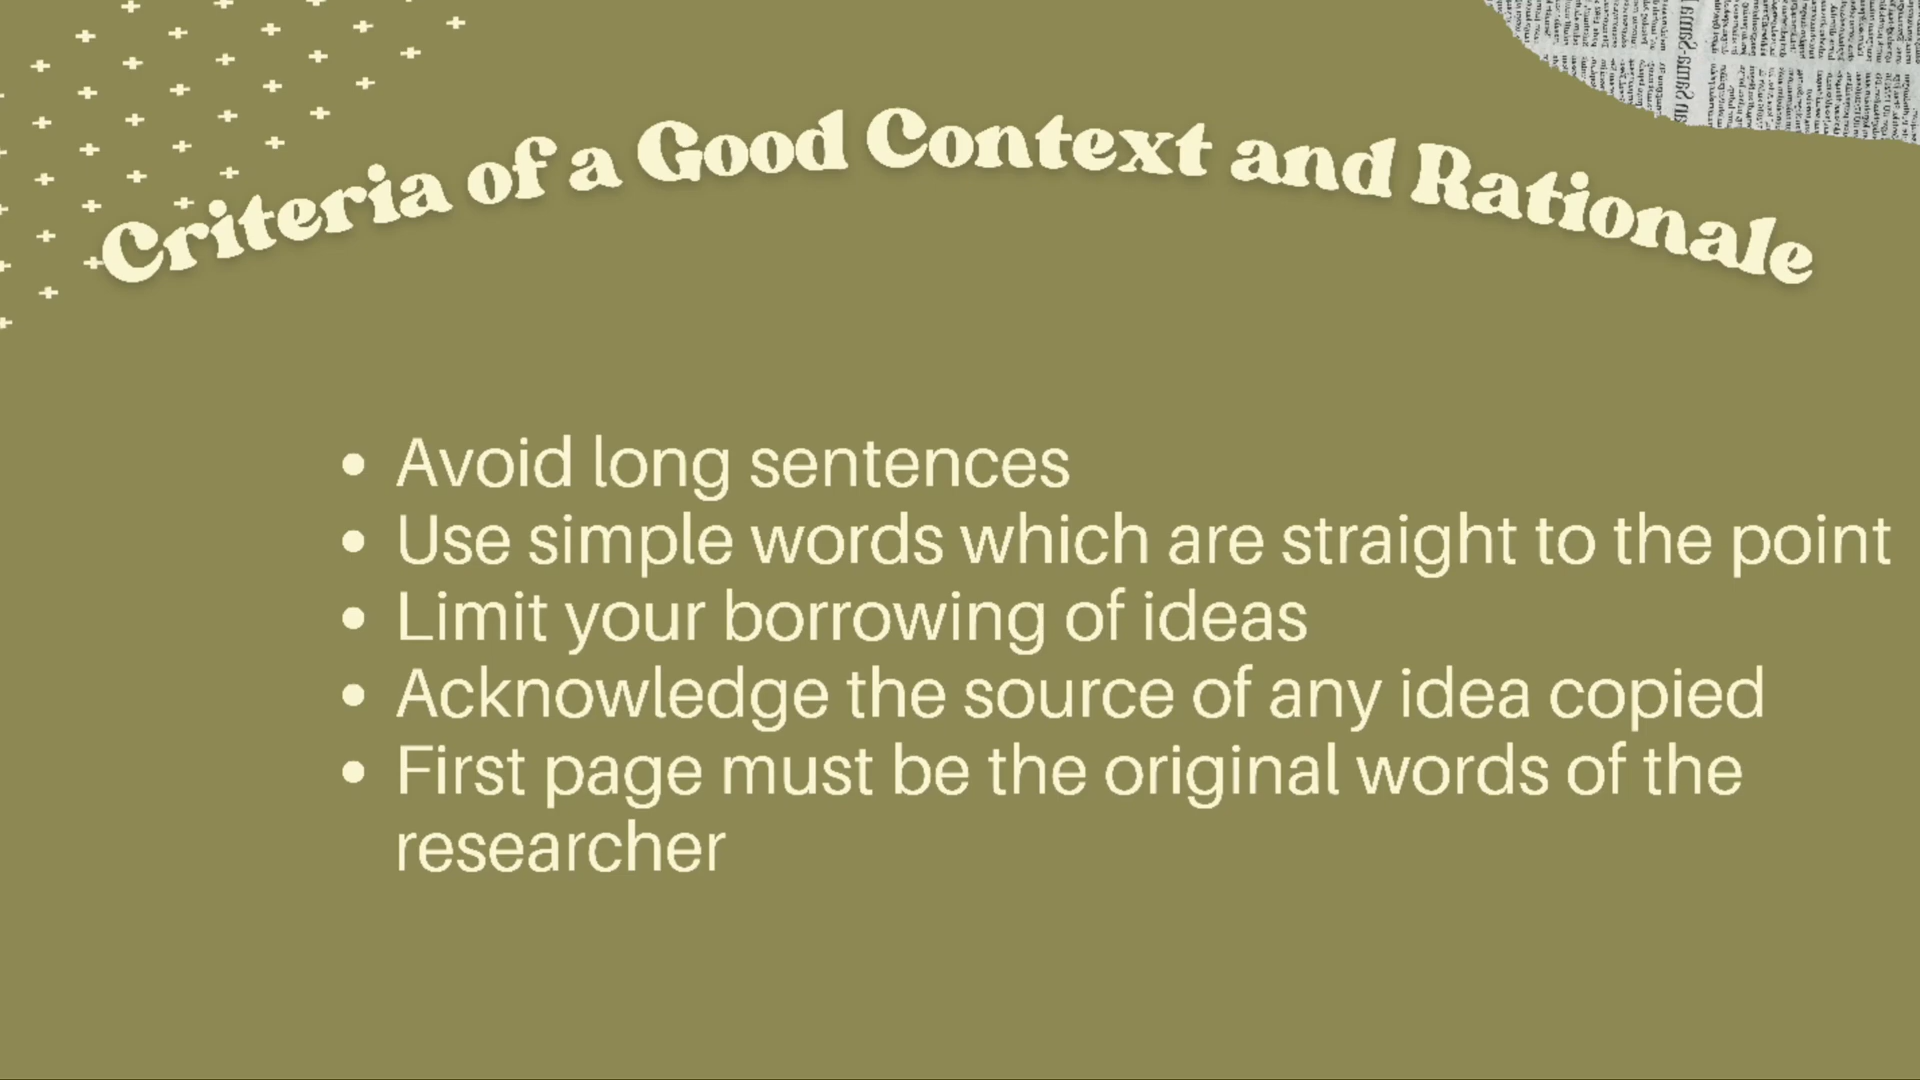 Criteria of a Good Context and Rationale
Avoid long sentences
Use simple words which are straight to the point
Limit your borrowing of ideas
Acknowledge the source of any idea copied
First page must be the original words of the
researcher